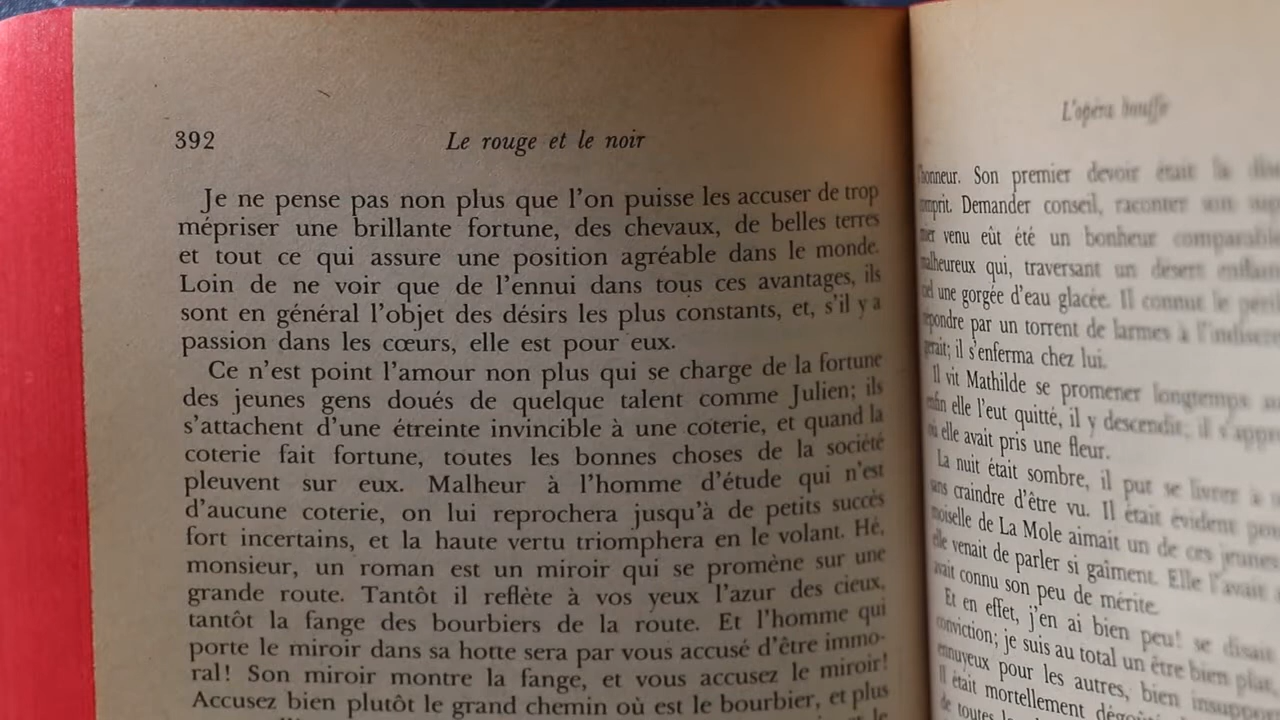 392
Le rouge et le noir
Je ne pense pas non plus que l'on puisse les accuser de trop
mépriser une brillante fortune, des chevaux, de belles terres
et tout ce qui assure une position agréable dans le monde.
Loin de ne voir que de l'ennui dans tous ces avantages, ils
sont en général l'objet des désirs les plus constants, et, s'il y a
passion dans les cœurs, elle est pour eux.
Ce n'est point l'amour non plus qui se charge de la fortune
des jeunes gens doués de quelque talent comme Julien; ils
s'attachent d'une étreinte invincible à une coterie, et quand la
coterie fait fortune, toutes les bonnes choses de la société
pleuvent sur eux. Malheur à l'homme d'étude qui n'est
d'aucune coterie, on lui reprochera jusqu'à de petits succès
fort incertains, et la haute vertu triomphera en le volant. Hé,
monsieur, un roman est un miroir qui se promène sur une
grande route. Tantôt il reflète à vos yeux l'azur des cieux,
tantôt la fange des bourbiers de la route. Et l'homme qui
porte le miroir dans sa hotte sera par vous accusé d'être immo-
ral! Son miroir montre la fange, et vous accusez le miroir!
Accusez bien plutôt le grand chemin où est le bourbier, et plus
L'opéra bouffe
l'honneur. Son premier devoir était la
Demander conseil, raconter son
venu eût été un bonheur comparable
malheureux qui, traversant un désert
ciel une gorgée d'eau glacée. Il connut le
répondre par un torrent de larmes à
il s'enferma chez lui.
Il vit Mathilde se promener longtemps
enfin elle l'eut quitté, il y descendit; il
où elle avait pris une fleur.
La nuit était sombre, il put se livrer à
sans craindre d'être vu. Il était évident
moiselle de La Mole aimait un de ces jeunes
elle venait de parler si gaîment. Elle l'avait
avait connu son peu de mérite.
Et en effet, j'en ai bien peu! se disait
conviction; je suis au total un être bien plat,
ennuyeux pour les autres, bien
Il était mortellement
de toutes